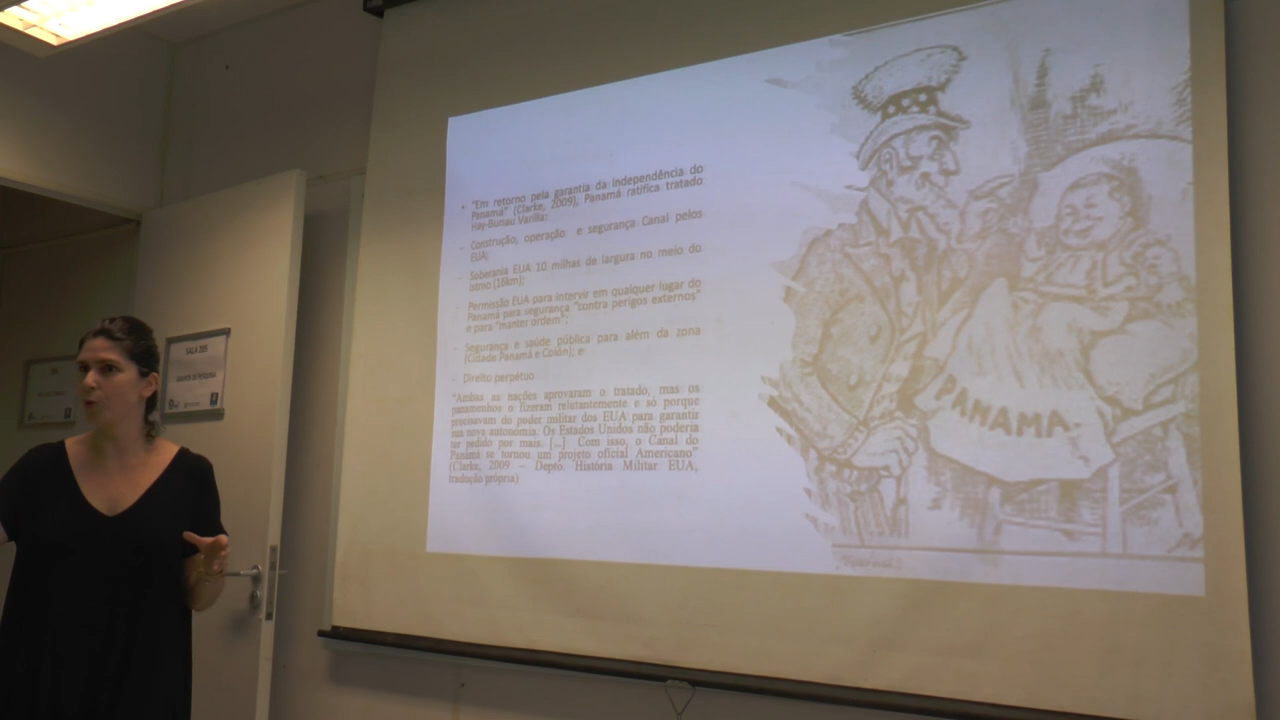 • "Em retorno pela garantia da independência do
Panamá" (Clarke, 2009), Panamá ratifica tratado
Hay-Bunau Varilla:
- Construção, operação e segurança Canal pelos
EUA;
- Soberania EUA 10 milhas de largura no meio do
istmo (16km);
- Permissão EUA para intervir em qualquer lugar do
Panamá para segurança "contra perigos externos"
e para "manter ordem";
- Segurança e saúde pública para além da zona
(Cidade Panamá e Colón); e
- Direito perpétuo
"Ambas as nações aprovaram o tratado, mas os
panamenhos o fizeram relutantemente e só porque
precisavam do poder militar dos EUA para garantir
sua nova autonomia. Os Estados Unidos não poderia
ter pedido por mais. [...] Com isso, o Canal do
Panamá se tornou um projeto oficial Americano"
(Clarke, 2009 – Depto. História Militar EUA,
tradução própria)
PANAMA
SALA 205